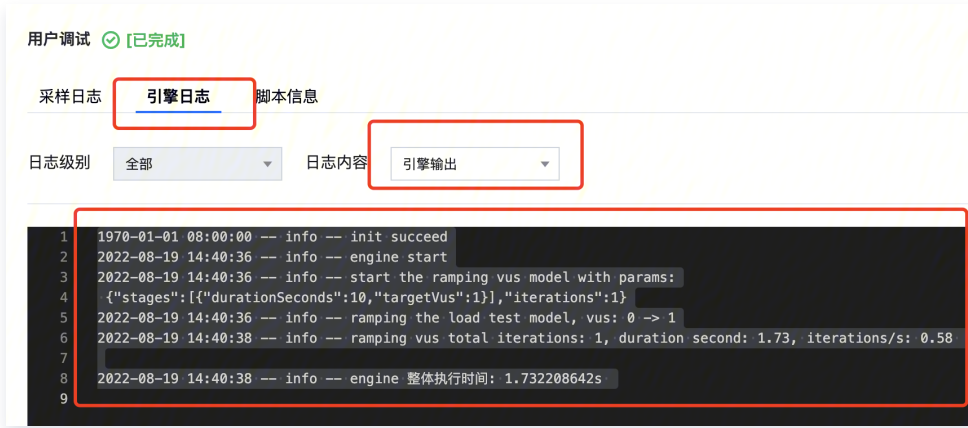 用户调试 [已完成]
采样日志 引擎日志 脚本信息
日志级别 全部 日志内容 引擎输出
1 1970-01-01 08:00:00 -- info -- init succeed
2 2022-08-19 14:40:36 -- info -- engine start
3 2022-08-19 14:40:36 -- info -- start the ramping vus model with params:
4 {"stages":[{"durationSeconds":10,"targetVus":1}],"iterations":1}
5 2022-08-19 14:40:36 -- info -- ramping the load test model, vus: 0 -> 1
6 2022-08-19 14:40:38 -- info -- ramping vus total iterations: 1, duration second: 1.73, iterations/s: 0.58
7
8 2022-08-19 14:40:38 -- info -- engine 整体执行时间: 1.732208642s
9